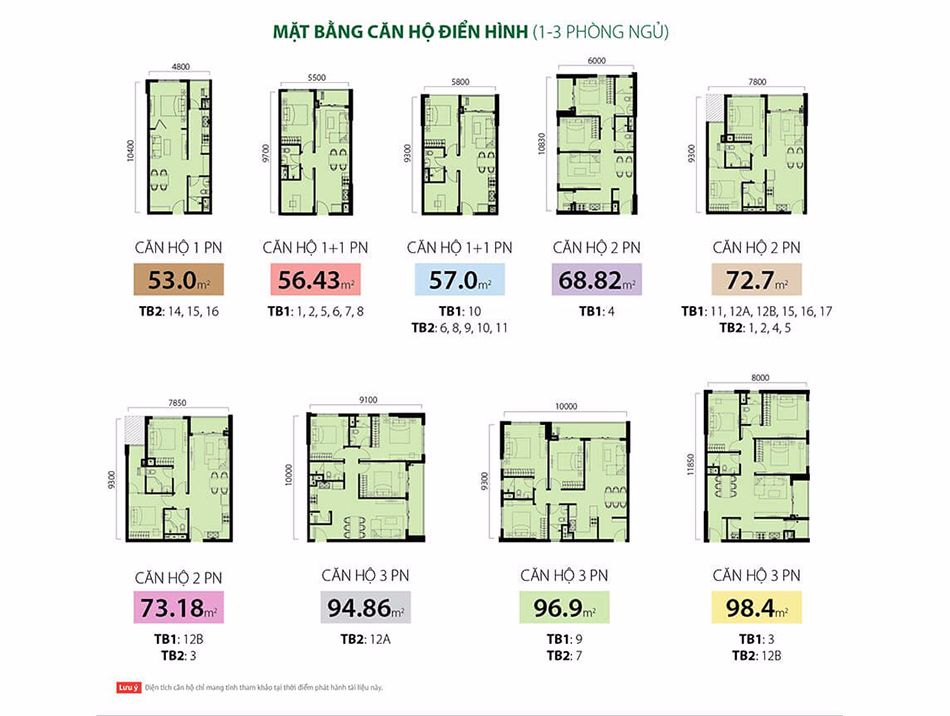 MẶT BẰNG CĂN HỘ ĐIỂN HÌNH (1-3 PHÒNG NGỦ)
4800
10400
CĂN HỘ 1 PN
53.0m²
TB2: 14, 15, 16
5500
9700
CĂN HỘ 1+1 PN
56.43m²
TB1: 1, 2, 5, 6, 7, 8
5800
9300
CĂN HỘ 1+1 PN
57.0m²
TB1: 10
TB2: 6, 8, 9, 10, 11
6000
10830
CĂN HỘ 2 PN
68.82m²
TB1: 4
7800
9300
CĂN HỘ 2 PN
72.7m²
TB1: 11, 12A, 12B, 15, 16, 17
TB2: 1, 2, 4, 5
7850
9300
CĂN HỘ 2 PN
73.18m²
TB1: 12B
TB2: 3
9100
10000
CĂN HỘ 3 PN
94.86m²
TB2: 12A
10000
9300
CĂN HỘ 3 PN
96.9m²
TB1: 9
TB2: 7
8000
11850
CĂN HỘ 3 PN
98.4m²
TB1: 3
TB2: 12B
Lưu ý Diện tích căn hộ chỉ mang tính tham khảo tại thời điểm phát hành tài liệu này.